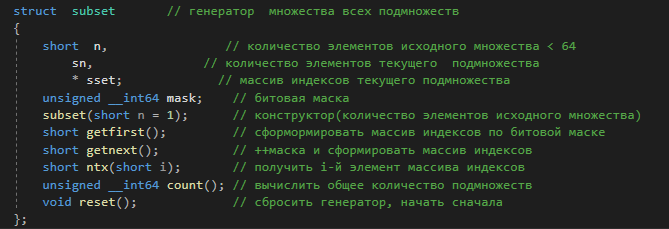 struct subset // генератор множества всех подмножеств
{
short n, // количество элементов исходного множества < 64
sn, // количество элементов текущего подмножества
* sset; // массив индексов текущего подмножества
unsigned __int64 mask; // битовая маска
subset(short n = 1); // конструктор(количество элементов исходного множества)
short getfirst(); // сформормировать массив индексов по битовой маске
short getnext(); // ++маска и сформировать массив индексов
short ntx(short i); // получить i-й элемент массива индексов
unsigned __int64 count(); // вычислить общее количество подмножеств
void reset(); // сбросить генератор, начать сначала
};